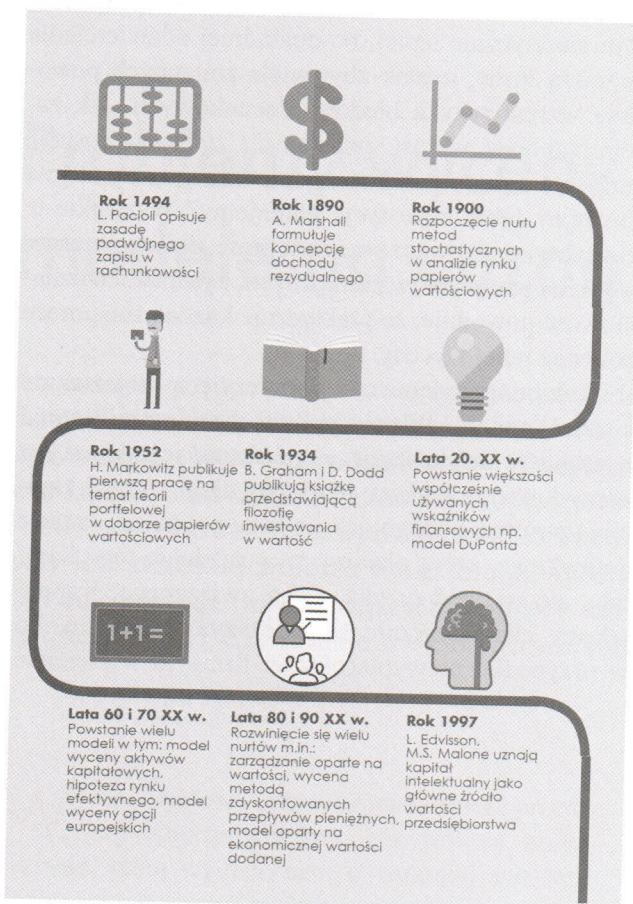 $
Rok 1494
L. Pacioli opisuje
zasadę
podwójnego
zapisu w
rachunkowości
Rok 1890
A. Marshall
formułuje
koncepcję
dochodu
rezydualnego
Rok 1900
Rozpoczęcie nurtu
metod
stochastycznych
w analizie rynku
papierów
wartościowych
Lata 20. XX w.
Powstanie większości
współcześnie
używanych
wskaźników
finansowych np.
model DuPonta
Rok 1934
B. Graham i D. Dodd
publikują książkę
przedstawiającą
filozofię
inwestowania
w wartość
Rok 1952
H. Markowitz publikuje
pierwszą pracę na
temat teorii
portfelowej
w doborze papierów
wartościowych
1+1=
Lata 60 i 70 XX w.
Powstanie wielu
modeli w tym: model
wyceny aktywów
kapitałowych,
hipoteza rynku
efektywnego, model
wyceny opcji
europejskich
Lata 80 i 90 XX w.
Rozwinięcie się wielu
nurtów m.in.:
zarządzanie oparte na
wartości, wycena
metodą
zdyskontowanych
przepływów pieniężnych,
model oparty na
ekonomicznej wartości
dodanej
Rok 1997
L. Edvisson,
M.S. Malone uznają
kapitał
intelektualny jako
główne źródło
wartości
przedsiębiorstwa